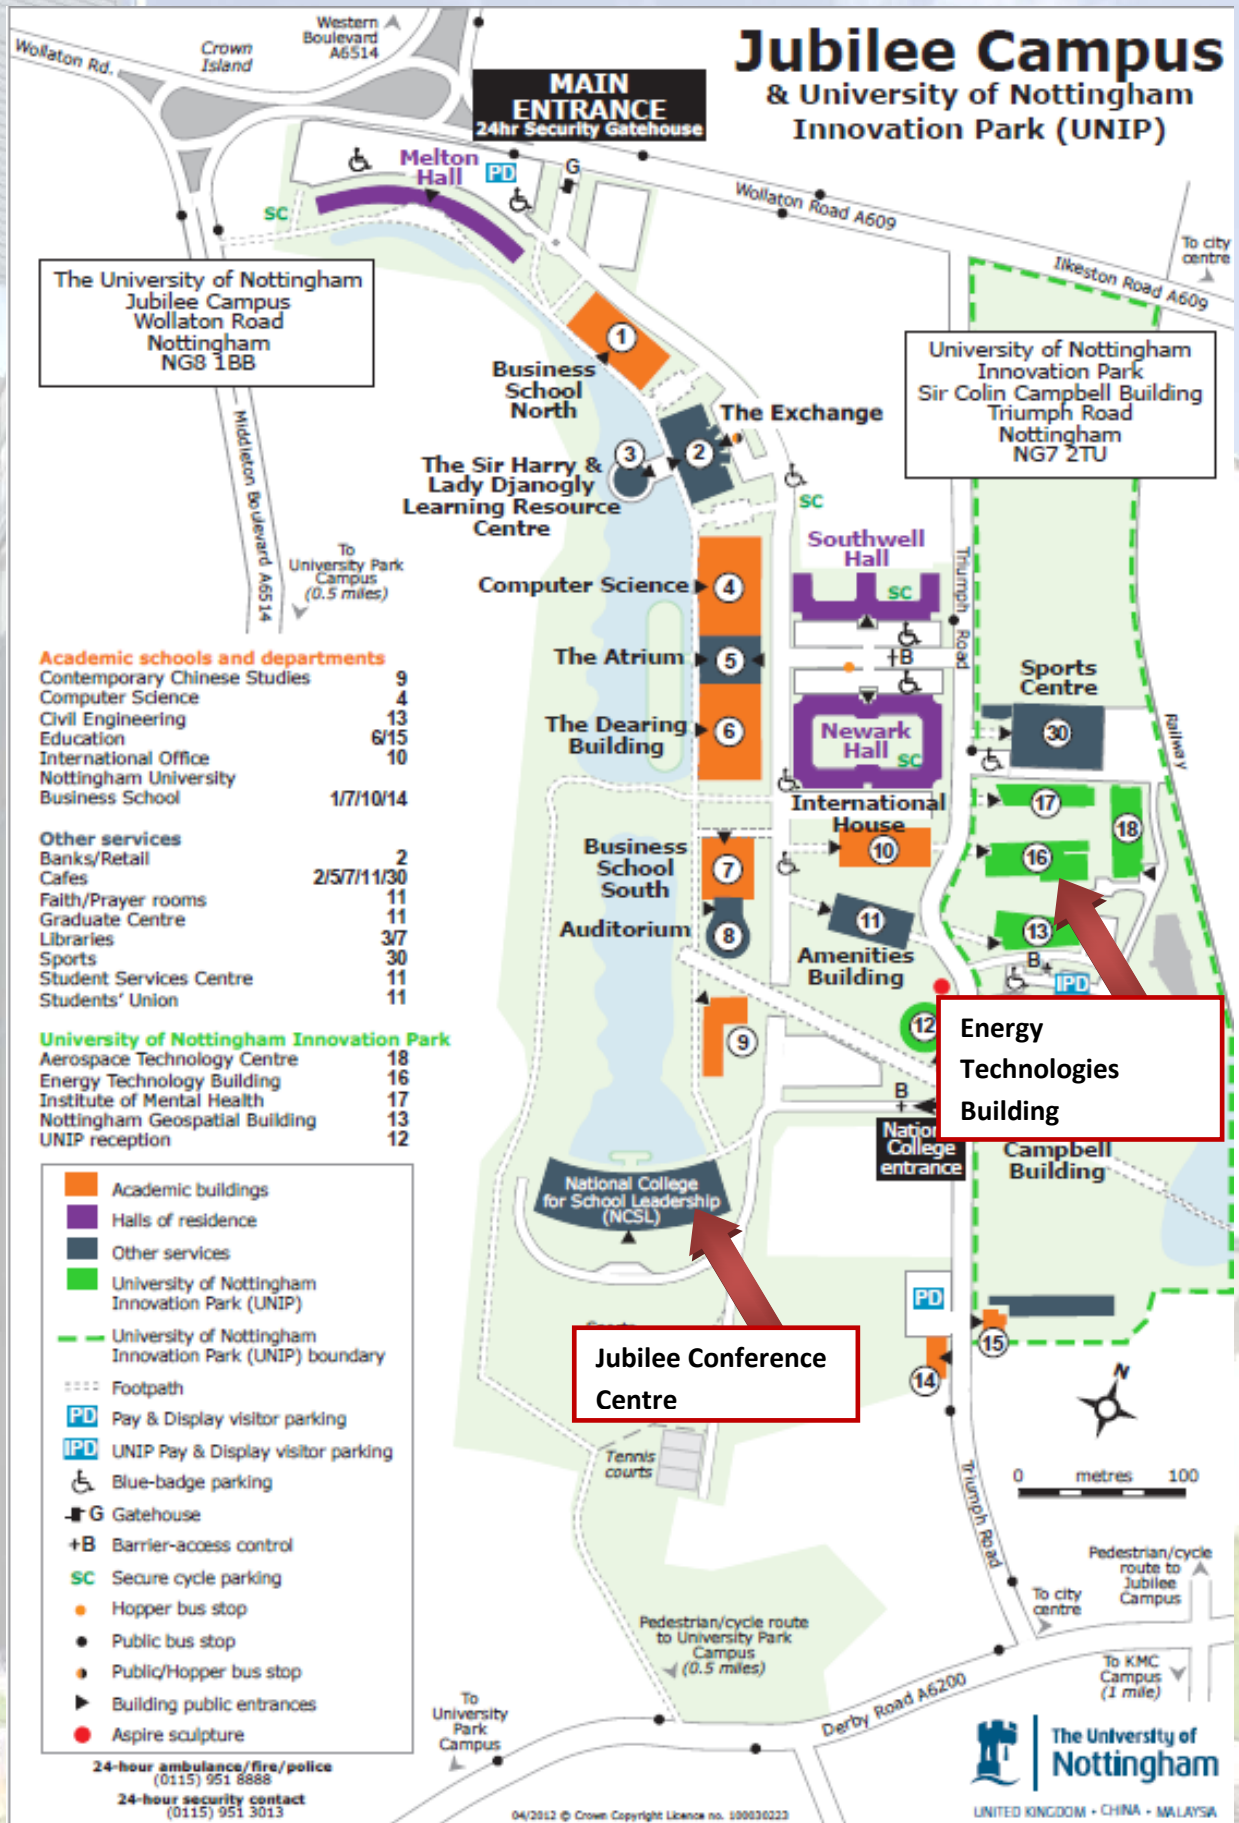 Jubilee Campus
& University of Nottingham
Innovation Park (UNIP)
Western
Boulevard
A6514
Crown
Island
Wollaton Rd.
MAIN
ENTRANCE
24hr Security Gatehouse
Melton
Hall
PD
G
SC
Wollaton Road A609
To city
centre
Ilkeston Road A609
The University of Nottingham
Jubilee Campus
Wollaton Road
Nottingham
NG8 1BB
University of Nottingham
Innovation Park
Sir Colin Campbell Building
Triumph Road
Nottingham
NG7 2TU
1
Business
School
North
The Exchange
2
3
The Sir Harry &
Lady Djanogly
Learning Resource
Centre
SC
Middleton Boulevard A6514
To
University Park
Campus
(0.5 miles)
Southwell
Hall
SC
Triumph Road
Computer Science
4
The Atrium
5
B
The Dearing
Building
6
Newark
Hall
SC
Sports
Centre
30
Railway
17
18
16
13
B
IPD
International
House
10
Business
School
South
7
Auditorium
8
11
Amenities
Building
9
12
B
National
College
entrance
Campbell
Building
Energy
Technologies
Building
Academic schools and departments
Contemporary Chinese Studies 9
Computer Science 4
Civil Engineering 13
Education 6/15
International Office 10
Nottingham University
Business School 1/7/10/14
Other services
Banks/Retail 2
Cafes 2/5/7/11/30
Faith/Prayer rooms 11
Graduate Centre 11
Libraries 3/7
Sports 30
Student Services Centre 11
Students' Union 11
University of Nottingham Innovation Park
Aerospace Technology Centre 18
Energy Technology Building 16
Institute of Mental Health 17
Nottingham Geospatial Building 13
UNIP reception 12
National College
for School Leadership
(NCSL)
Jubilee Conference
Centre
PD
15
14
N
0 metres 100
Tennis
courts
Triumph Road
Academic buildings
Halls of residence
Other services
University of Nottingham
Innovation Park (UNIP)
University of Nottingham
Innovation Park (UNIP) boundary
Footpath
PD Pay & Display visitor parking
IPD UNIP Pay & Display visitor parking
Blue-badge parking
G Gatehouse
+B Barrier-access control
SC Secure cycle parking
Hopper bus stop
Public bus stop
Public/Hopper bus stop
Building public entrances
Aspire sculpture
24-hour ambulance/fire/police
(0115) 951 8888
24-hour security contact
(0115) 951 3013
Pedestrian/cycle route
to University Park
Campus
(0.5 miles)
To
University
Park
Campus
Derby Road A6200
To city
centre
Pedestrian/cycle
route to
Jubilee
Campus
To KMC
Campus
(1 mile)
The University of
Nottingham
UNITED KINGDOM • CHINA • MALAYSIA
04/2012 © Crown Copyright Licence no. 100030223